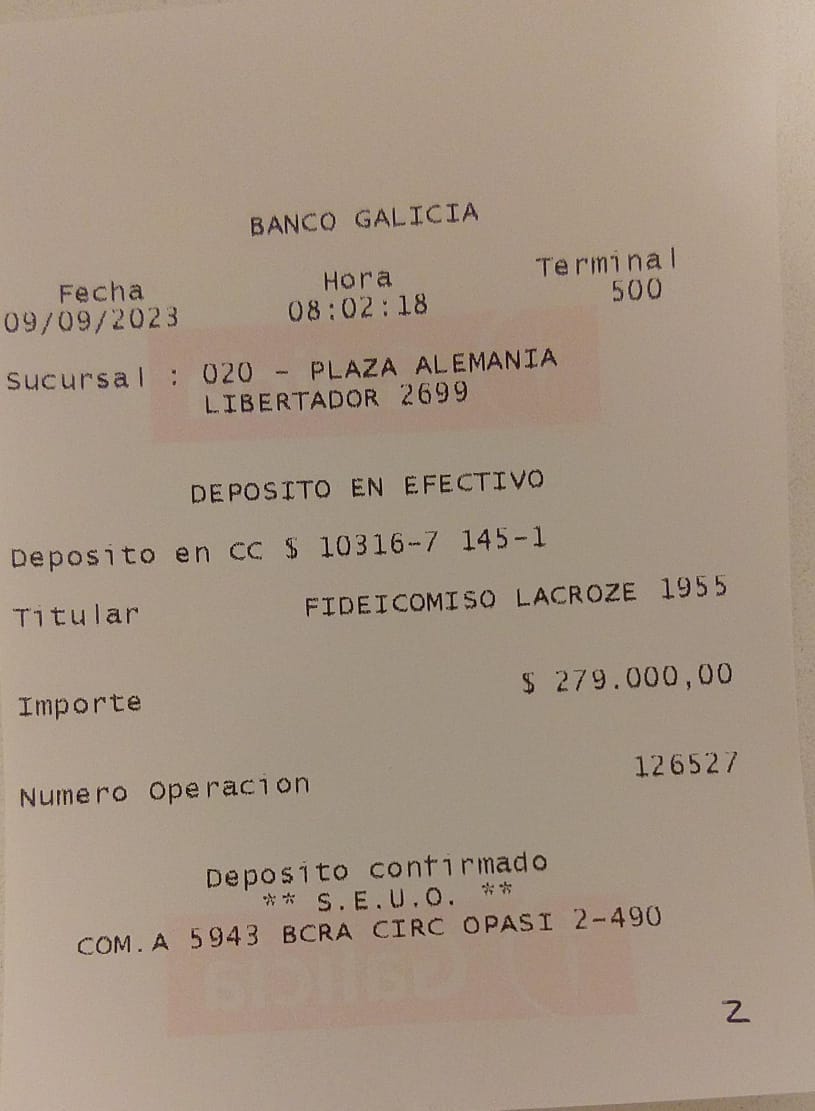 BANCO GALICIA
Fecha Hora Terminal
09/09/2023 08:02:18 500
Sucursal : 020 - PLAZA ALEMANIA
LIBERTADOR 2699
DEPOSITO EN EFECTIVO
Deposito en CC $ 10316-7 145-1
Titular FIDEICOMISO LACROZE 1955
Importe $ 279.000,00
Numero Operacion 126527
Deposito confirmado
** S.E.U.O. **
COM.A 5943 BCRA CIRC OPASI 2-490
Galicia
2